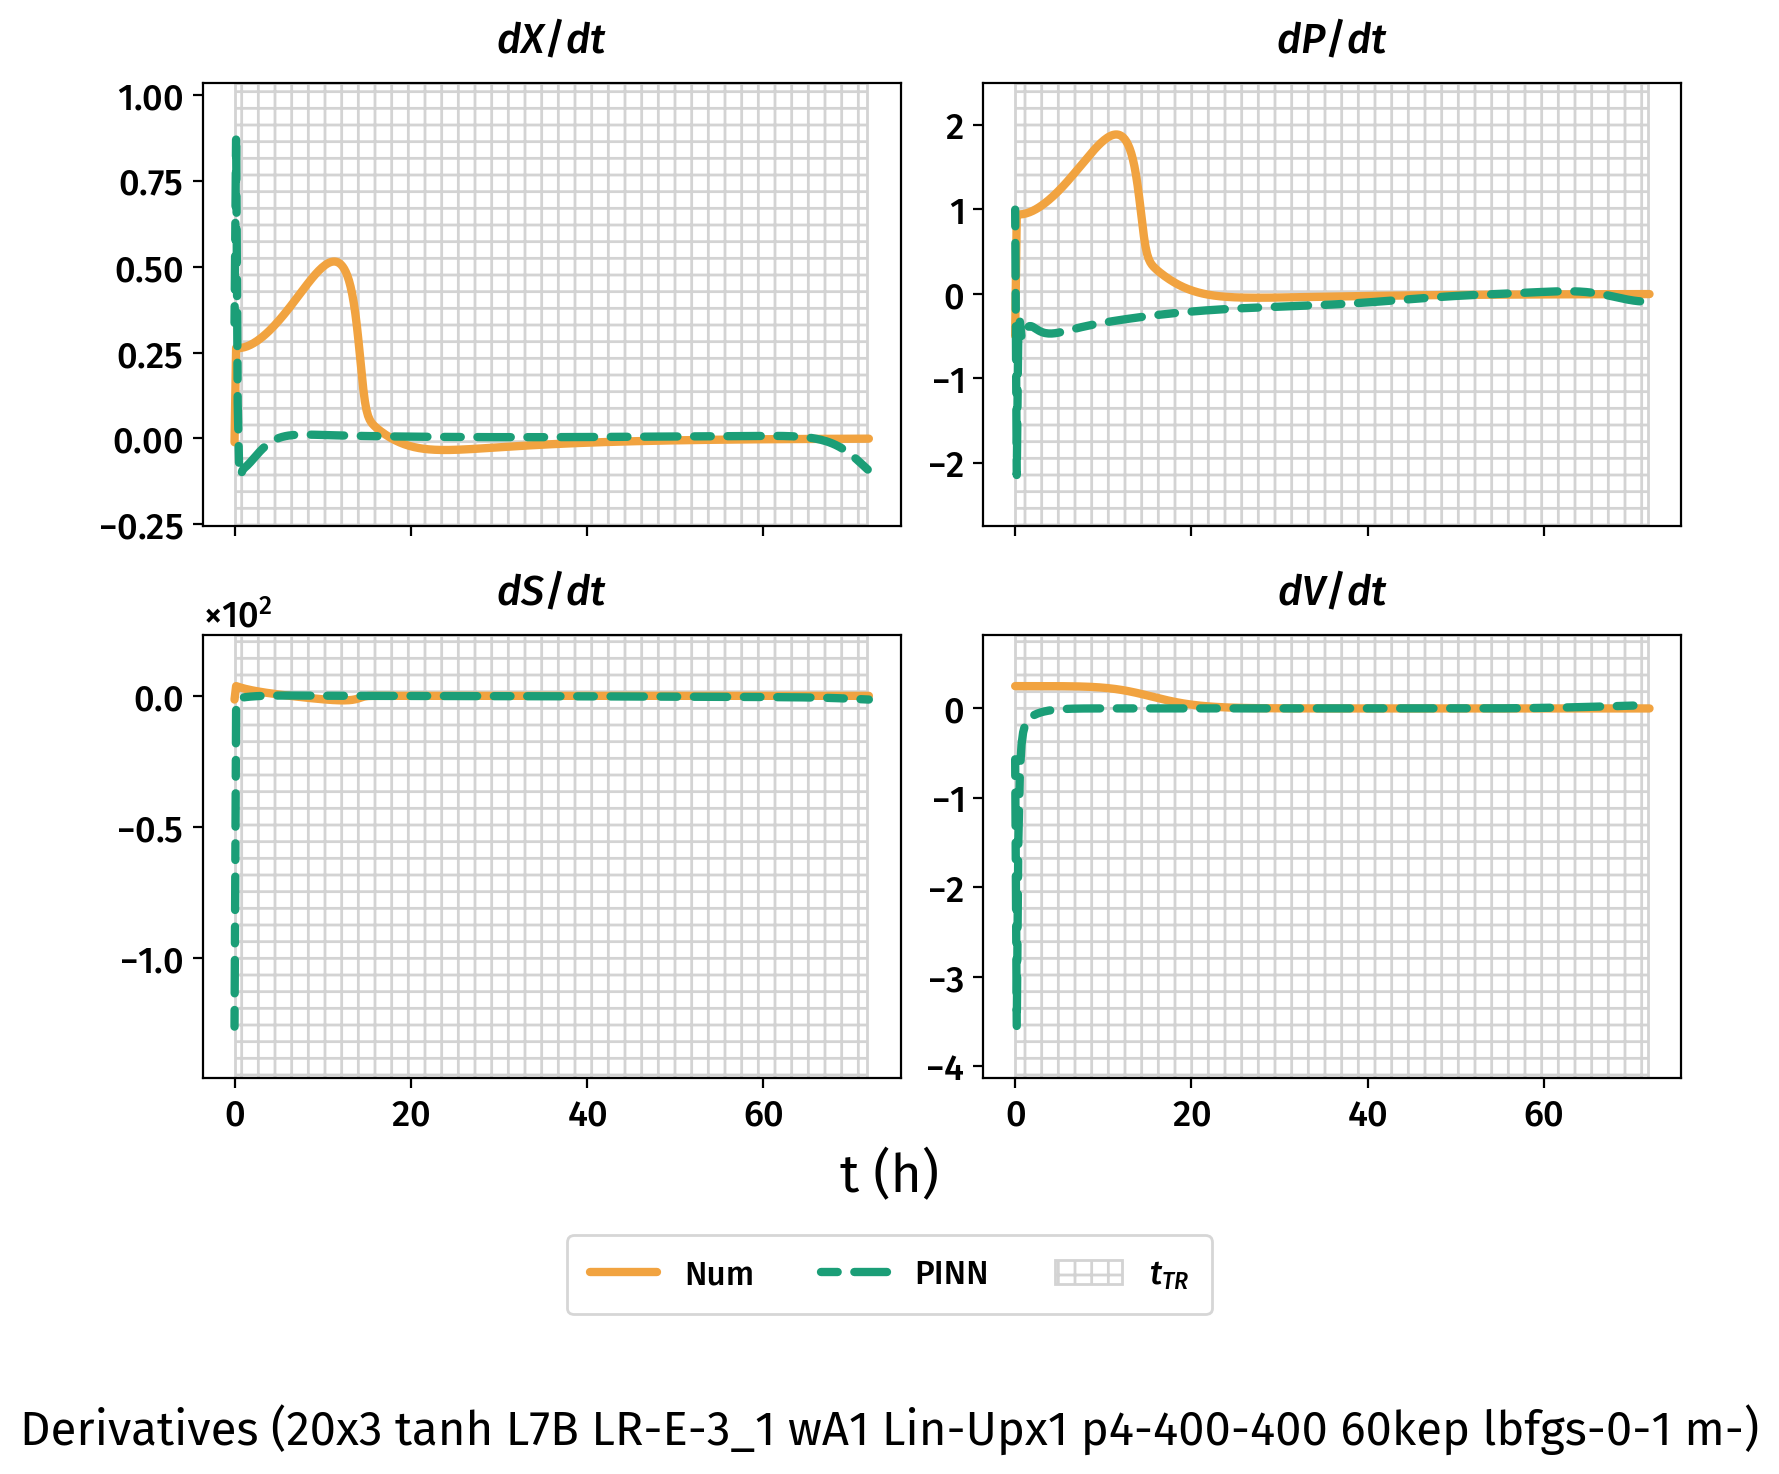 dX/dt
dP/dt
1.00
0.75
0.50
0.25
0.00
−0.25
2
1
0
−1
−2
dS/dt
dV/dt
×10²
0.0
−0.5
−1.0
0
−1
−2
−3
−4
0 20 40 60
0 20 40 60
t (h)
Num PINN t_TR
Derivatives (20x3 tanh L7B LR-E-3_1 wA1 Lin-Upx1 p4-400-400 60kep lbfgs-0-1 m-)